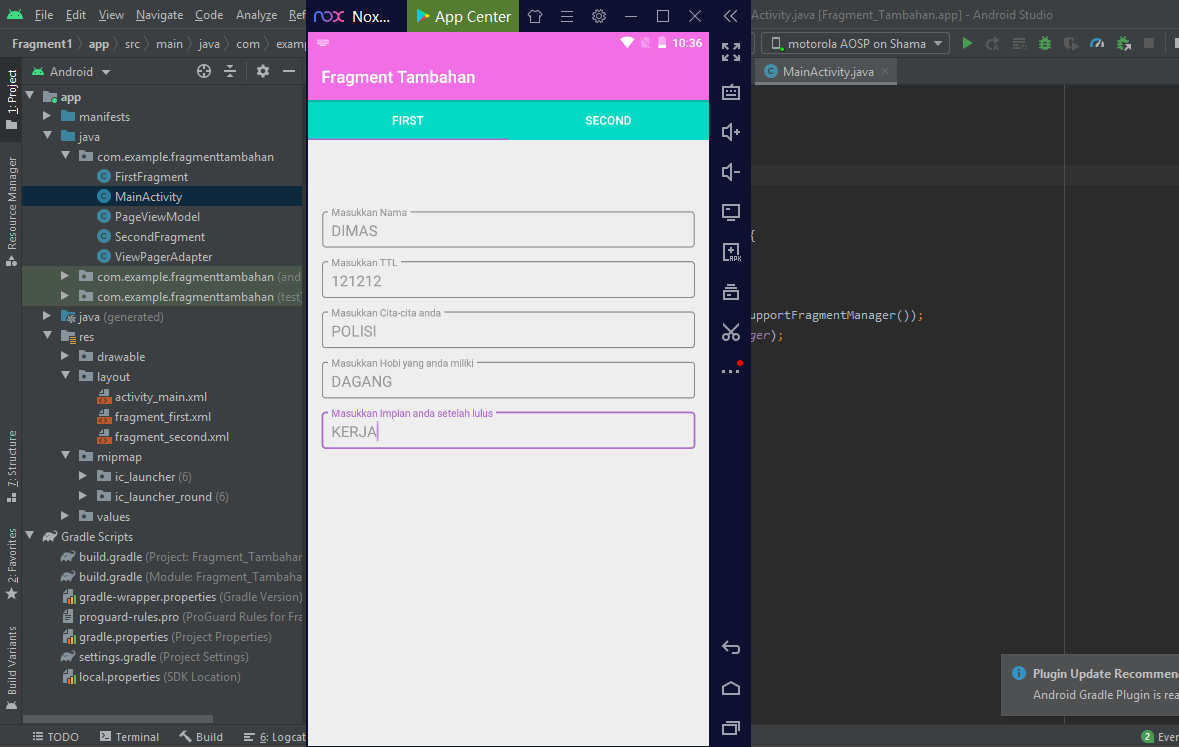 File Edit View Navigate Code Analyze Ref
nox Nox... App Center
Activity.java [Fragment_Tambahan.app] - Android Studio
Fragment1 app src main java com examp
motorola AOSP on Shama
Android
MainActivity.java
1: Project
Resource Manager
7: Structure
2: Favorites
Build Variants
app
manifests
java
com.example.fragmenttambahan
FirstFragment
MainActivity
PageViewModel
SecondFragment
ViewPagerAdapter
com.example.fragmenttambahan (and
com.example.fragmenttambahan (test)
java (generated)
res
drawable
layout
activity_main.xml
fragment_first.xml
fragment_second.xml
mipmap
ic_launcher (6)
ic_launcher_round (6)
values
Gradle Scripts
build.gradle (Project: Fragment_Tambahan
build.gradle (Module: Fragment_Tambaha
gradle-wrapper.properties (Gradle Version)
proguard-rules.pro (ProGuard Rules for Fra
gradle.properties (Project Properties)
settings.gradle (Project Settings)
local.properties (SDK Location)
10:36
Fragment Tambahan
FIRST SECOND
Masukkan Nama
DIMAS
Masukkan TTL
121212
Masukkan Cita-cita anda
POLISI
Masukkan Hobi yang anda miliki
DAGANG
Masukkan Impian anda setelah lulus
KERJA
APK
{
upportFragmentManager());
ger);
Plugin Update Recommen
Android Gradle Plugin is rea
TODO Terminal Build 6: Logcat
2 Even